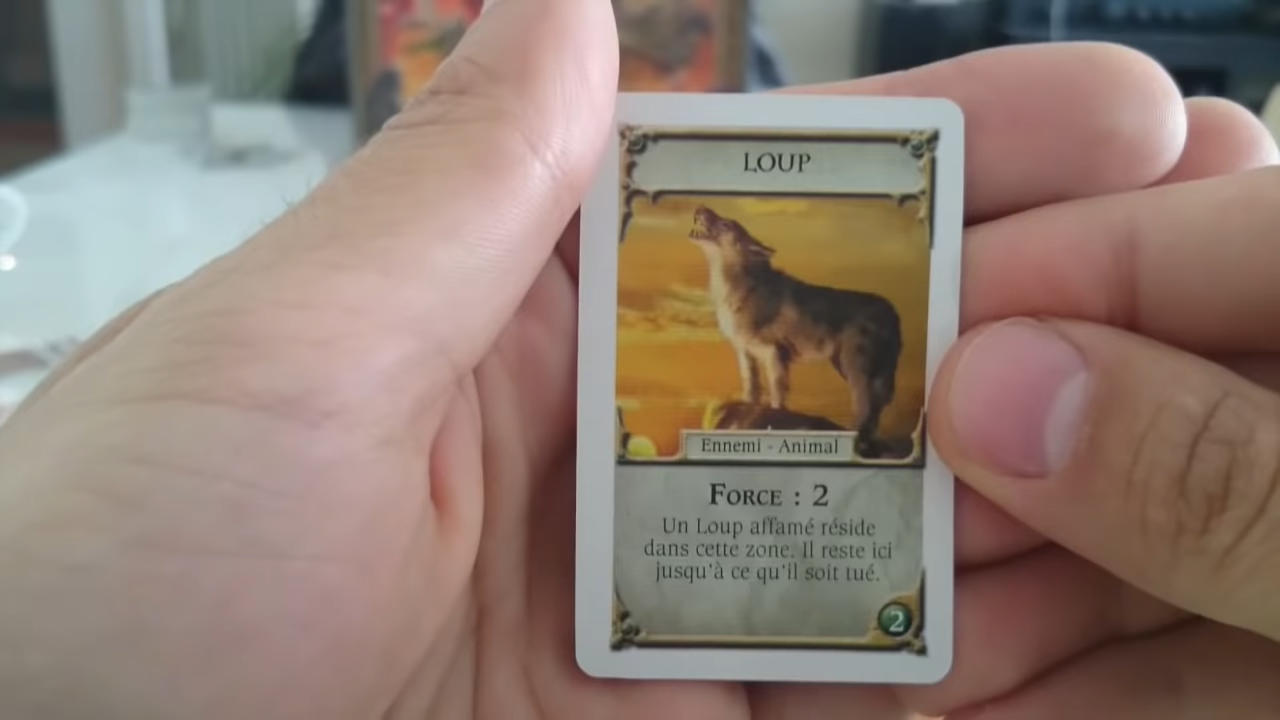 LOUP
Ennemi - Animal
FORCE : 2
Un Loup affamé réside
dans cette zone. Il reste ici
jusqu'à ce qu'il soit tué.
2